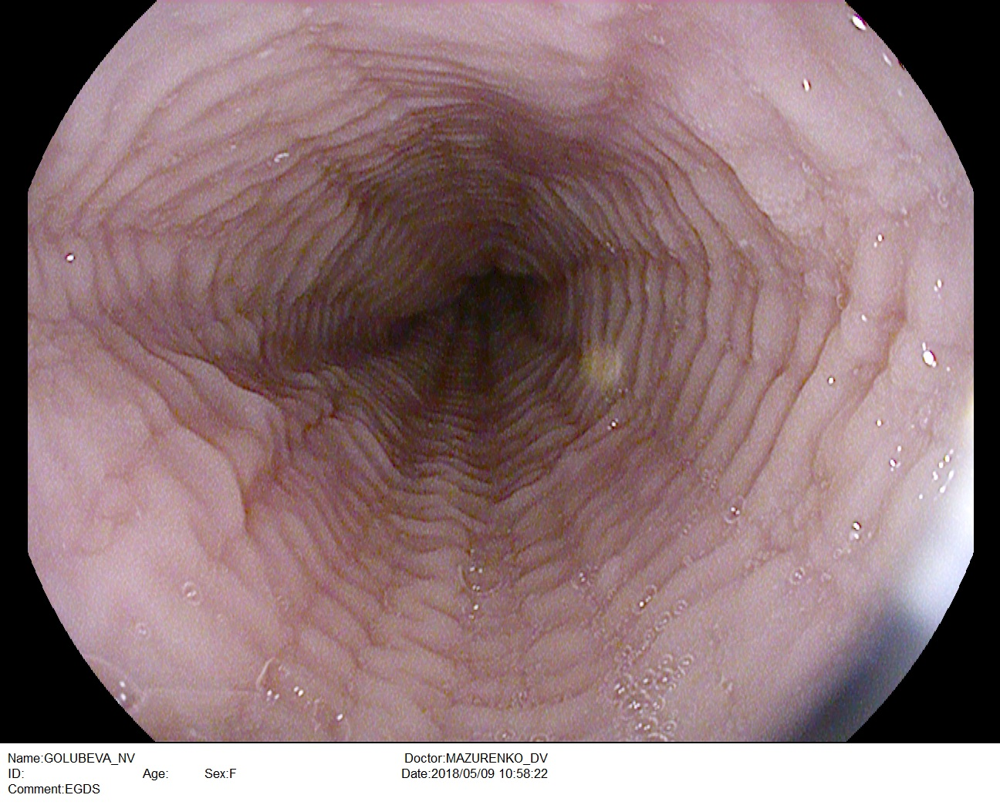 Name:GOLUBEVA_NV Doctor:MAZURENKO_DV
ID: Age: Sex:F Date:2018/05/09 10:58:22
Comment:EGDS